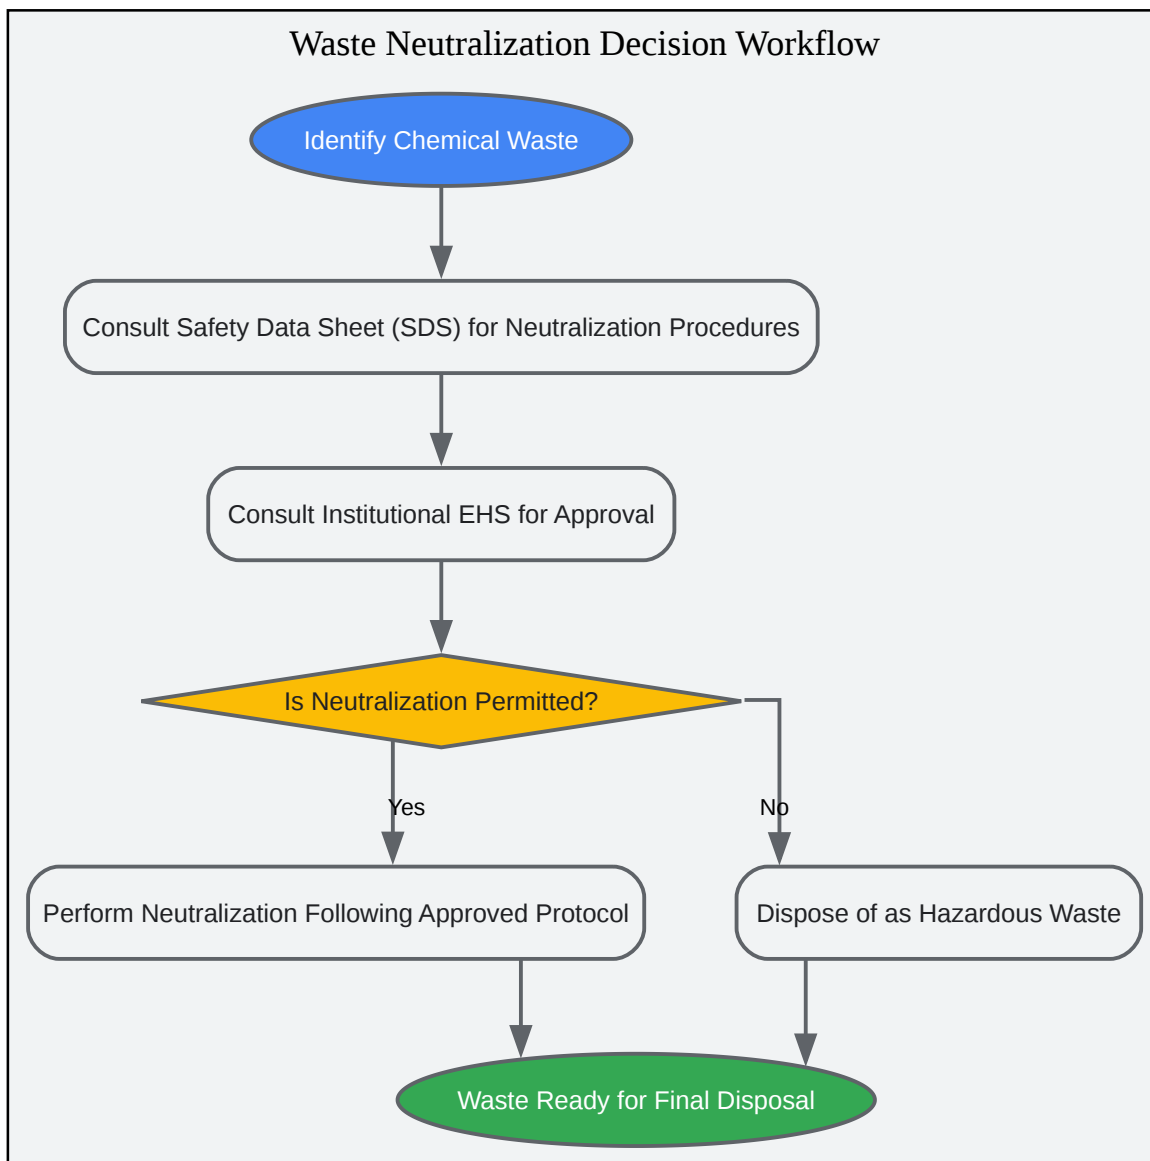 Waste Neutralization Decision Workflow
Identify Chemical Waste
Consult Safety Data Sheet (SDS) for Neutralization Procedures
Consult Institutional EHS for Approval
Is Neutralization Permitted?
Yes
No
Perform Neutralization Following Approved Protocol
Dispose of as Hazardous Waste
Waste Ready for Final Disposal